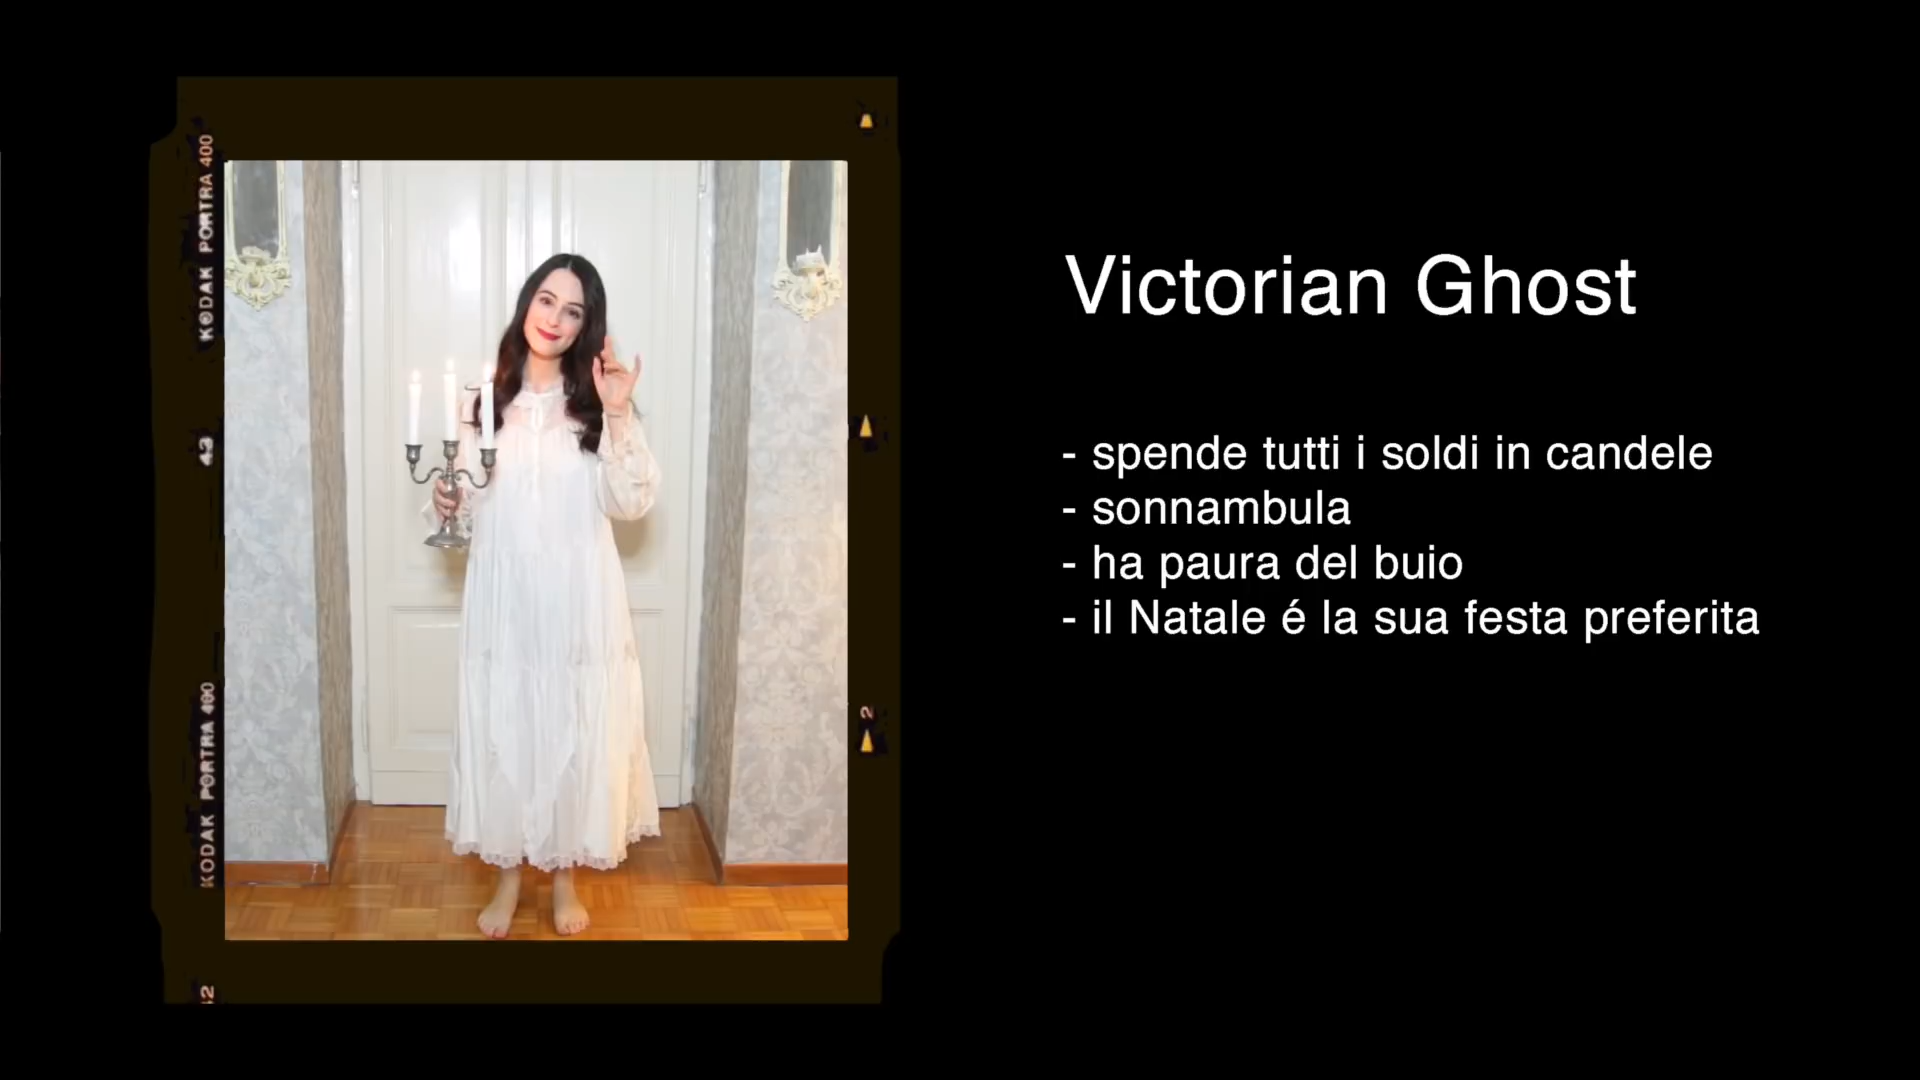 KODAK PORTRA 400
43
KODAK PORTRA 400
2
Victorian Ghost
- spende tutti i soldi in candele
- sonnambula
- ha paura del buio
- il Natale é la sua festa preferita